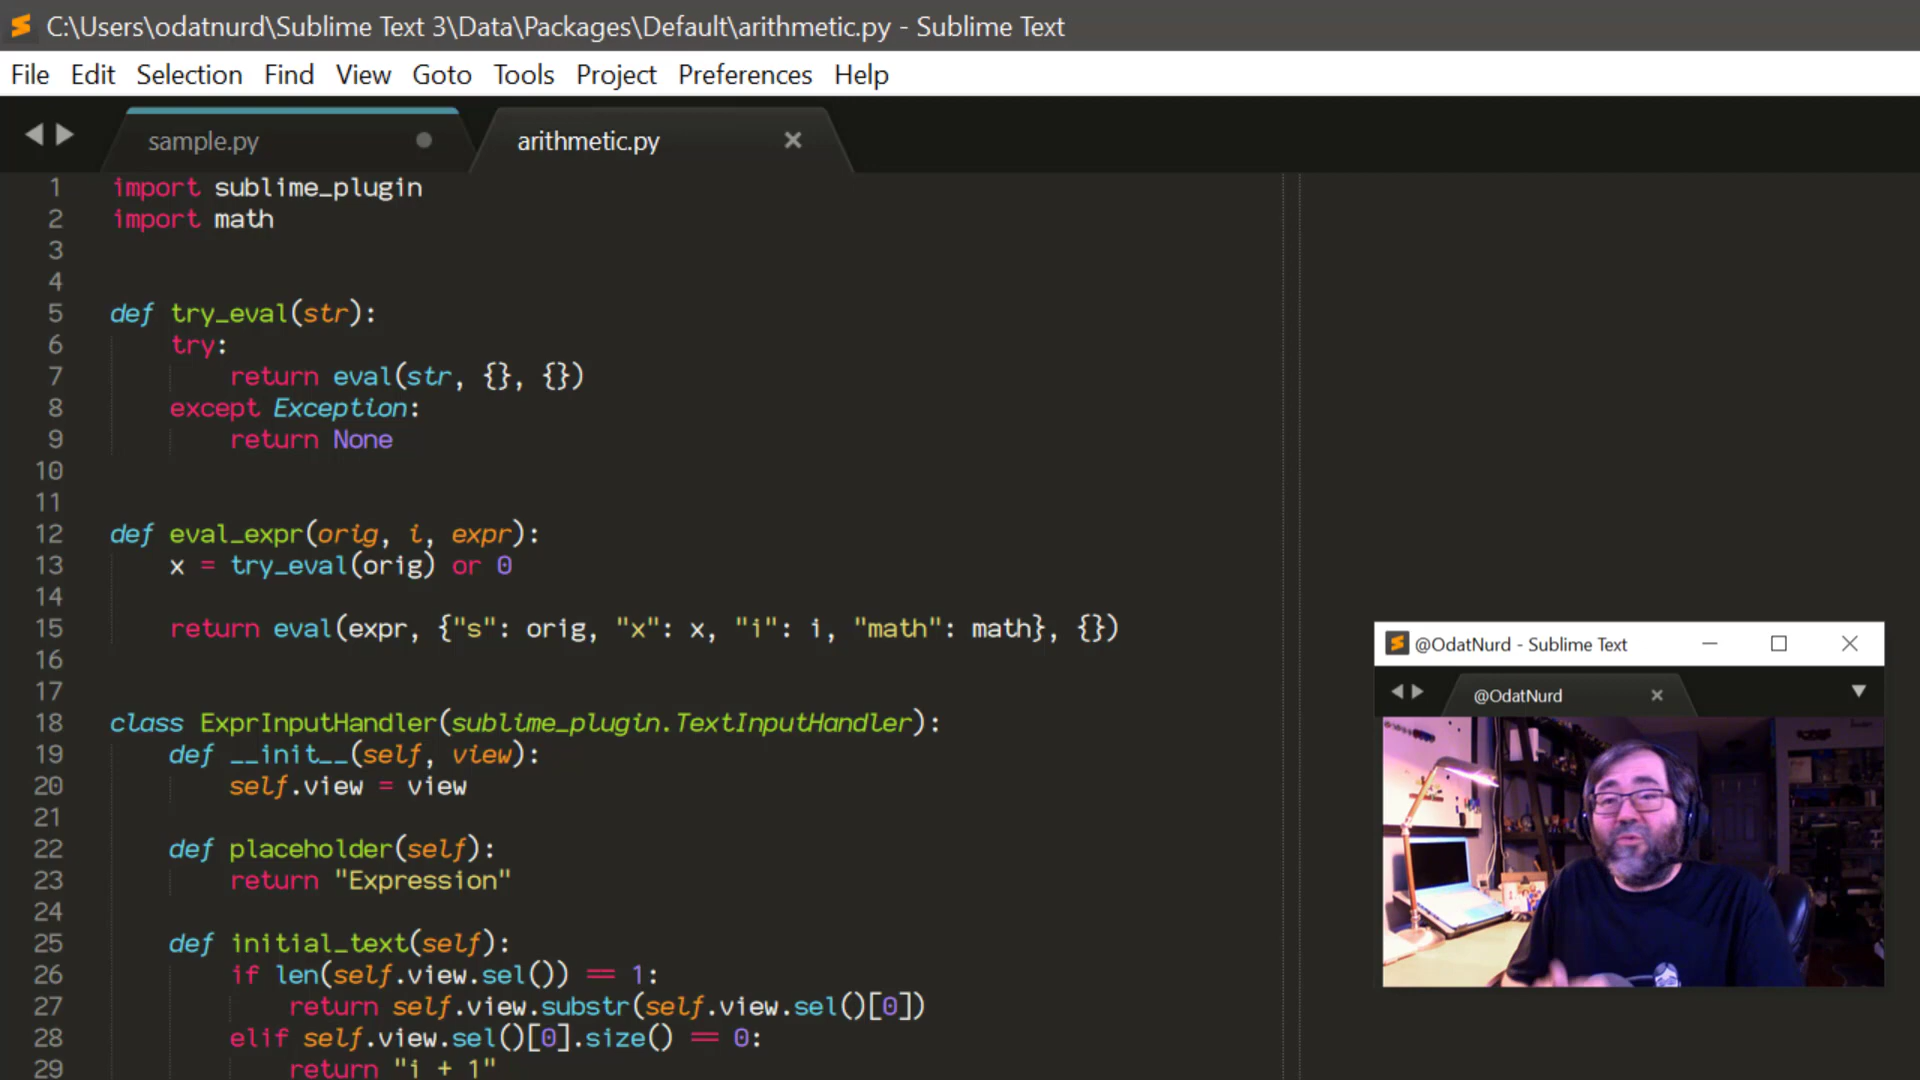 C:\Users\odatnurd\Sublime Text 3\Data\Packages\Default\arithmetic.py - Sublime Text
File Edit Selection Find View Goto Tools Project Preferences Help
sample.py arithmetic.py
1 import sublime_plugin
2 import math
3
4
5 def try_eval(str):
6 try:
7 return eval(str, {}, {})
8 except Exception:
9 return None
10
11
12 def eval_expr(orig, i, expr):
13 x = try_eval(orig) or 0
14
15 return eval(expr, {"s": orig, "x": x, "i": i, "math": math}, {})
16
17
18 class ExprInputHandler(sublime_plugin.TextInputHandler):
19 def __init__(self, view):
20 self.view = view
21
22 def placeholder(self):
23 return "Expression"
24
25 def initial_text(self):
26 if len(self.view.sel()) == 1:
27 return self.view.substr(self.view.sel()[0])
28 elif self.view.sel()[0].size() == 0:
29 return "i + 1"
@OdatNurd - Sublime Text
@OdatNurd